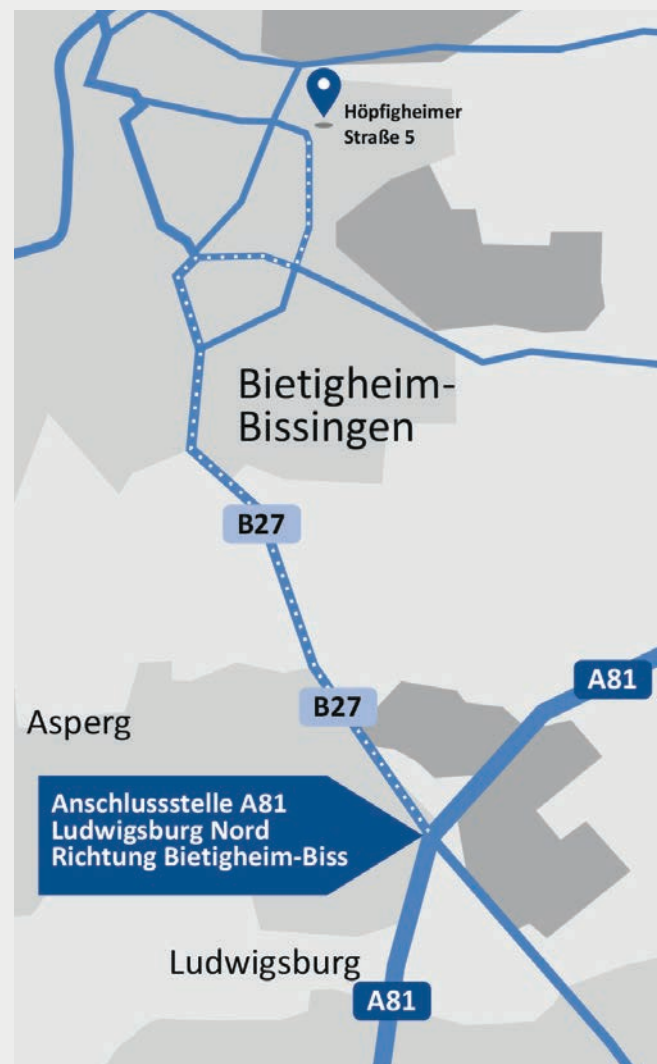 Höpfigheimer
Straße 5
Bietigheim-
Bissingen
B27
A81
B27
Asperg
Anschlussstelle A81
Ludwigsburg Nord
Richtung Bietigheim-Biss
Ludwigsburg
A81